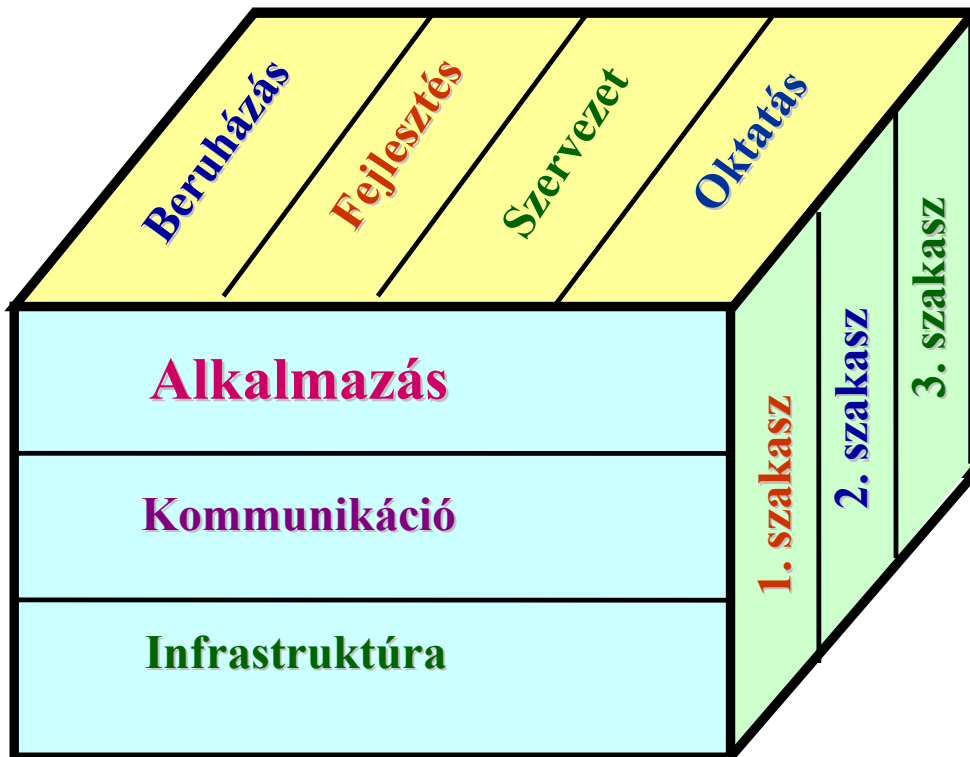 Beruházás
Fejlesztés
Szervezet
Oktatás
Alkalmazás
Kommunikáció
Infrastruktúra
1. szakasz
2. szakasz
3. szakasz